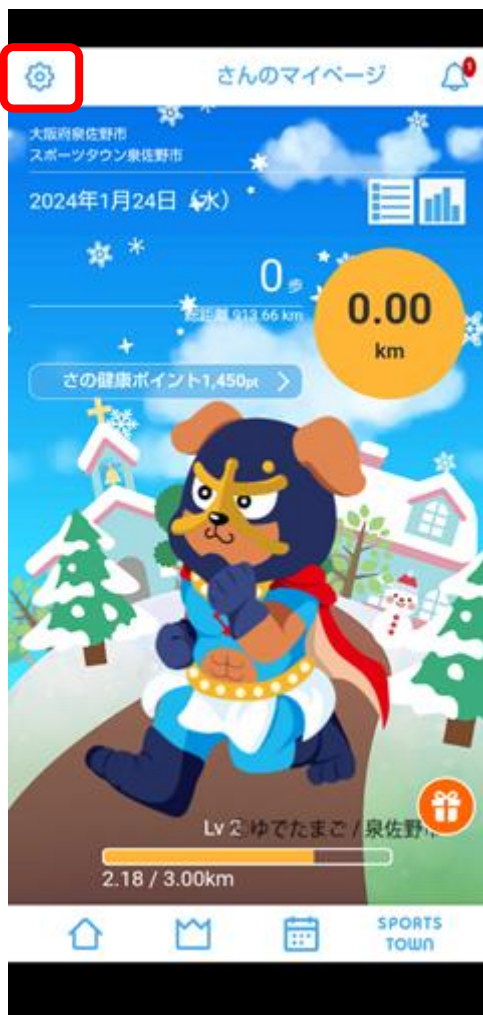 さんのマイページ
1
大阪府泉佐野市
スポーツタウン泉佐野市
2024年1月24日（水）
0歩
総距離 913.66 km
0.00
km
さの健康ポイント1,450pt >
Lv 2 ゆでたまご / 泉佐野市
2.18 / 3.00km
SPORTS
TOWN